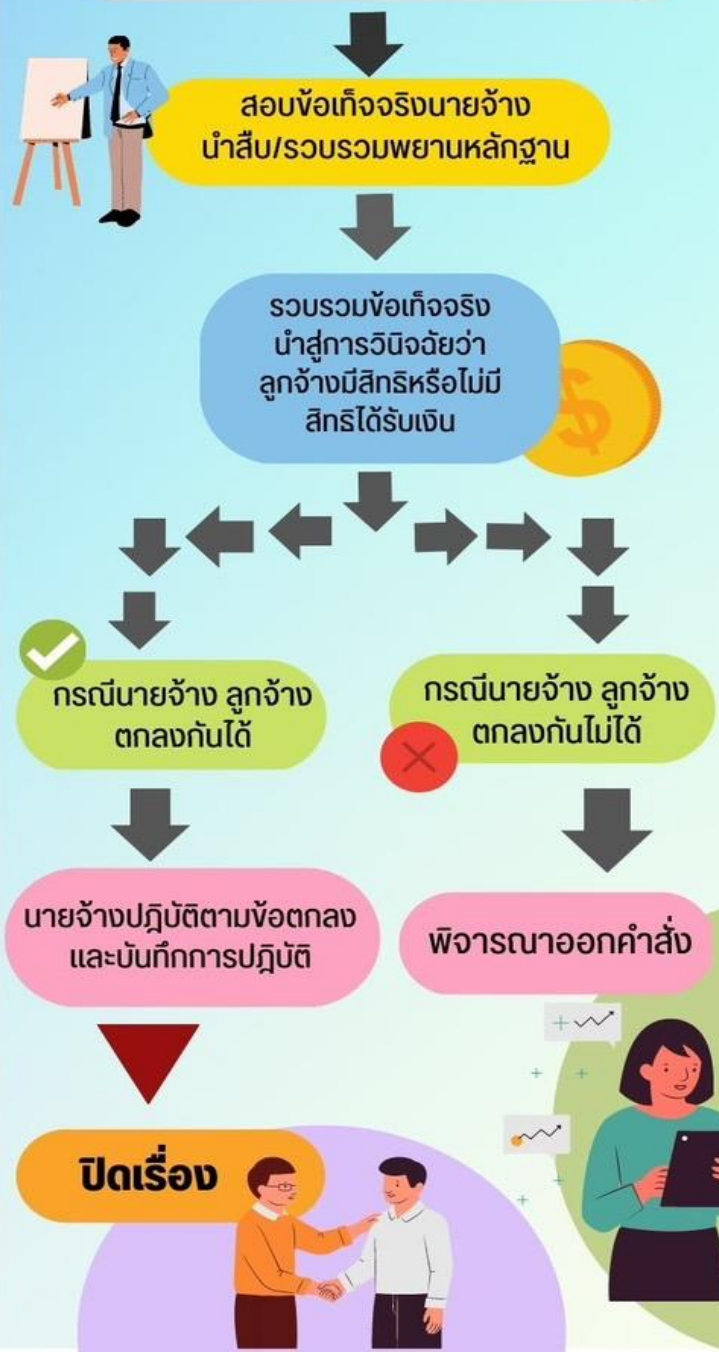 สอบข้อเท็จจริงนายจ้าง
นำสืบ/รวบรวมพยานหลักฐาน
รวบรวมข้อเท็จจริง
นำสู่การวินิจฉัยว่า
ลูกจ้างมีสิทธิหรือไม่มี
สิทธิได้รับเงิน
กรณีนายจ้าง ลูกจ้าง
ตกลงกันได้
กรณีนายจ้าง ลูกจ้าง
ตกลงกันไม่ได้
นายจ้างปฎิบัติตามข้อตกลง
และบันทึกการปฎิบัติ
พิจารณาออกคำสั่ง
ปิดเรื่อง